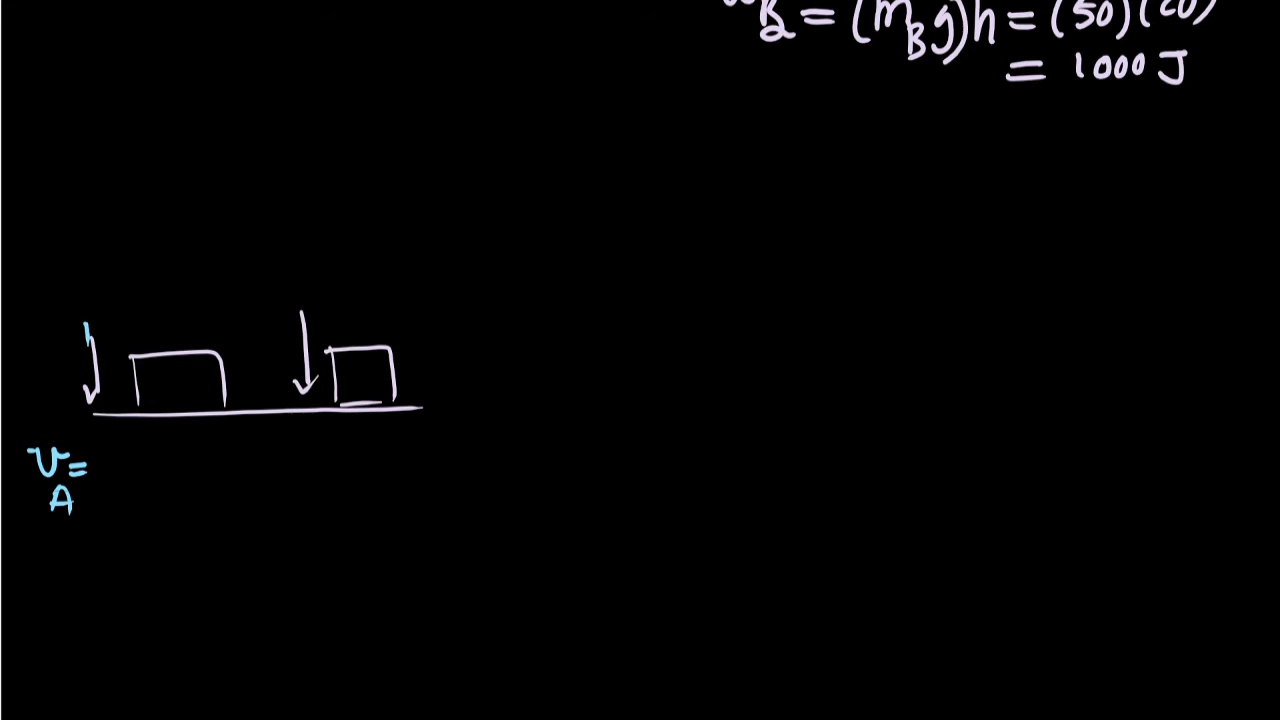 B = (m_B g)h = (50)(20)
= 1000 J
v_A =